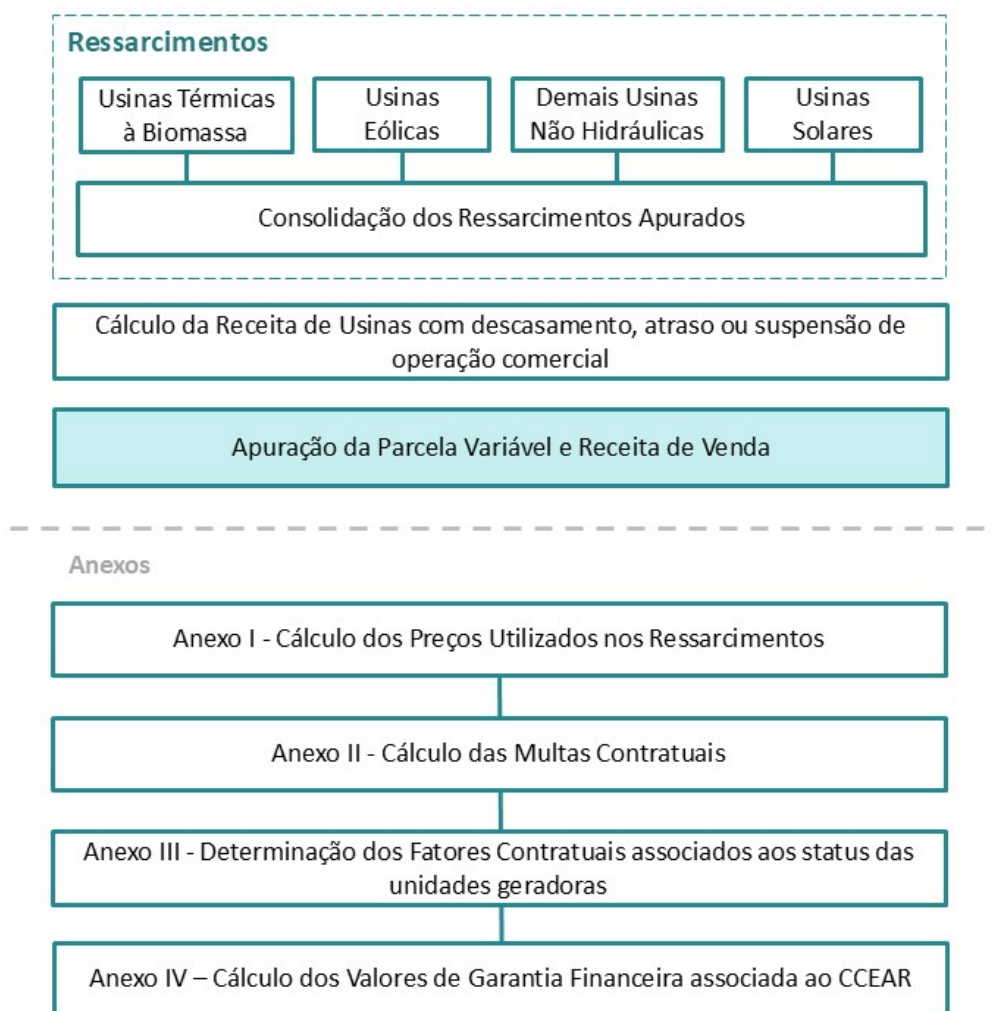 Ressarcimentos
Usinas Térmicas
à Biomassa
Usinas
Eólicas
Demais Usinas
Não Hidráulicas
Usinas
Solares
Consolidação dos Ressarcimentos Apurados
Cálculo da Receita de Usinas com descasamento, atraso ou suspensão de
operação comercial
Apuração da Parcela Variável e Receita de Venda
Anexos
Anexo I - Cálculo dos Preços Utilizados nos Ressarcimentos
Anexo II - Cálculo das Multas Contratuais
Anexo III - Determinação dos Fatores Contratuais associados aos status das
unidades geradoras
Anexo IV – Cálculo dos Valores de Garantia Financeira associada ao CCEAR